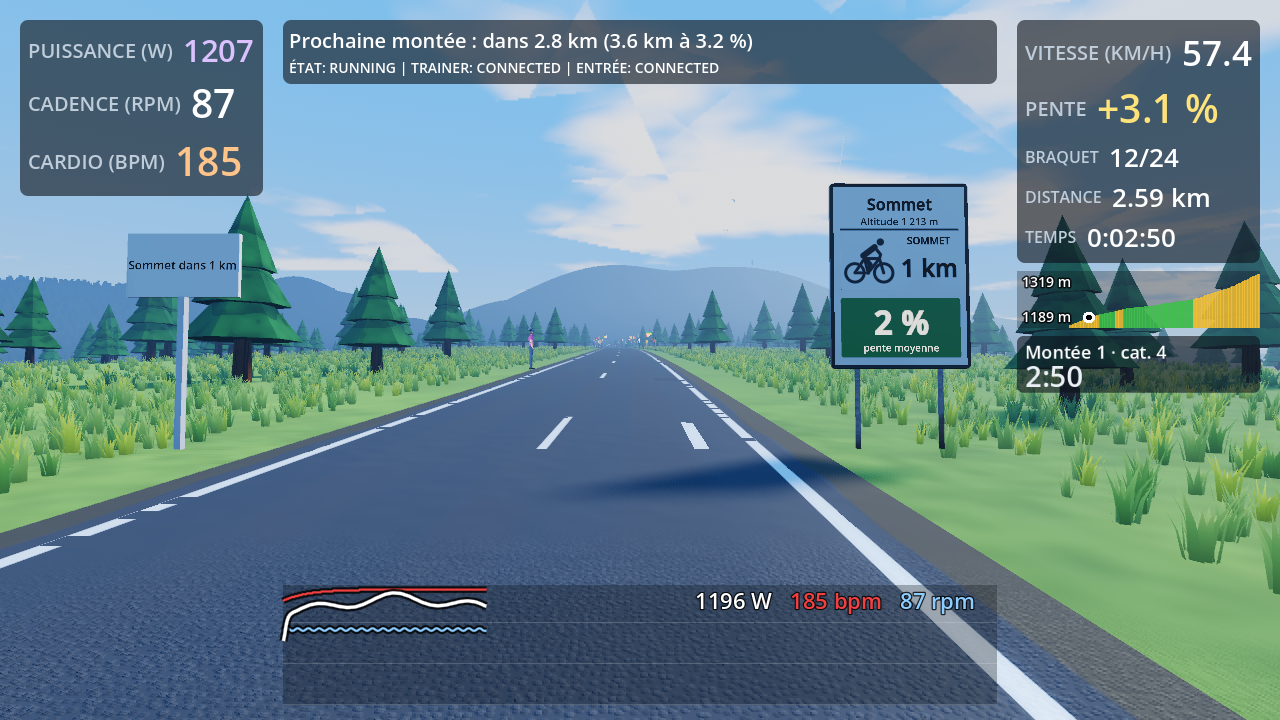 PUISSANCE (W) 1207
CADENCE (RPM) 87
CARDIO (BPM) 185
Prochaine montée : dans 2.8 km (3.6 km à 3.2 %)
ÉTAT: RUNNING | TRAINER: CONNECTED | ENTRÉE: CONNECTED
VITESSE (KM/H) 57.4
PENTE +3.1 %
BRAQUET 12/24
DISTANCE 2.59 km
TEMPS 0:02:50
1319 m
1189 m
Montée 1 · cat. 4
2:50
Sommet dans 1 km
Sommet
Altitude 1 213 m
SOMMET
1 km
2 %
pente moyenne
1196 W 185 bpm 87 rpm